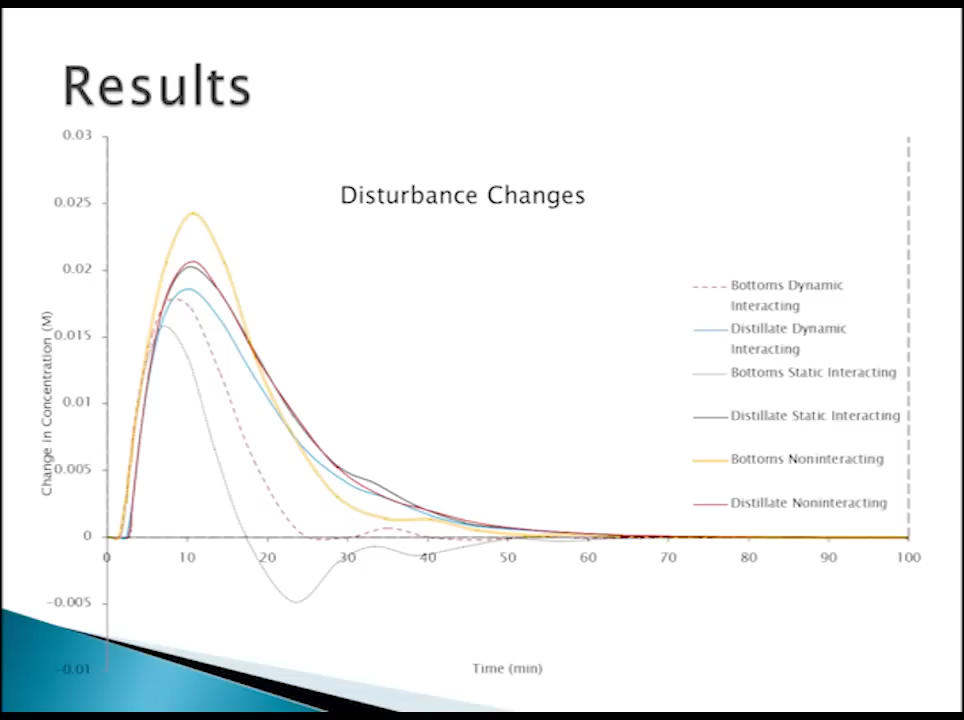 Results
Disturbance Changes
0.03
0.025
0.02
0.015
0.01
0.005
0
-0.005
-0.01
Change in Concentration (M)
0 10 20 30 40 50 60 70 80 90 100
Time (min)
Bottoms Dynamic
Interacting
Distillate Dynamic
Interacting
Bottoms Static Interacting
Distillate Static Interacting
Bottoms Noninteracting
Distillate Noninteracting